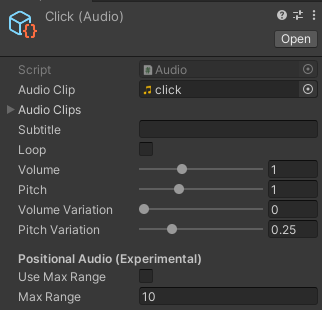 Click (Audio)
Open
Script Audio
Audio Clip click
Audio Clips
Subtitle
Loop
Volume 1
Pitch 1
Volume Variation 0
Pitch Variation 0.25
Positional Audio (Experimental)
Use Max Range
Max Range 10